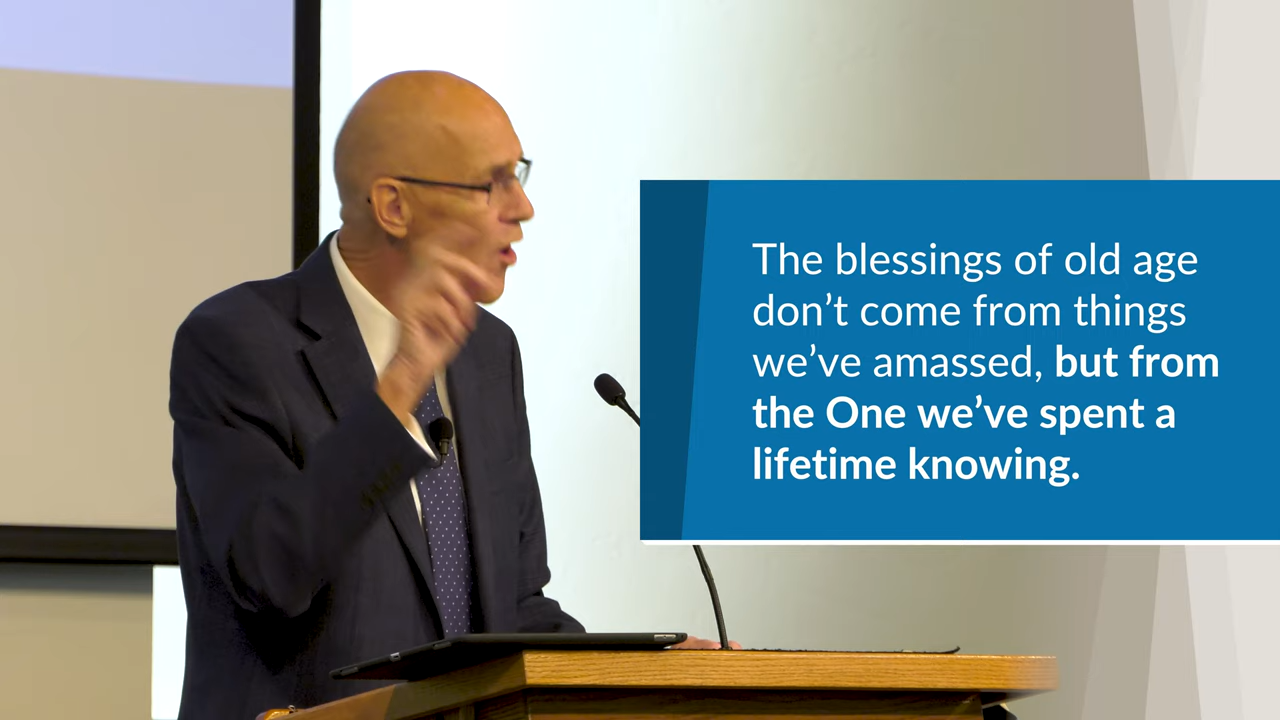 The blessings of old age
don’t come from things
we’ve amassed, but from
the One we’ve spent a
lifetime knowing.